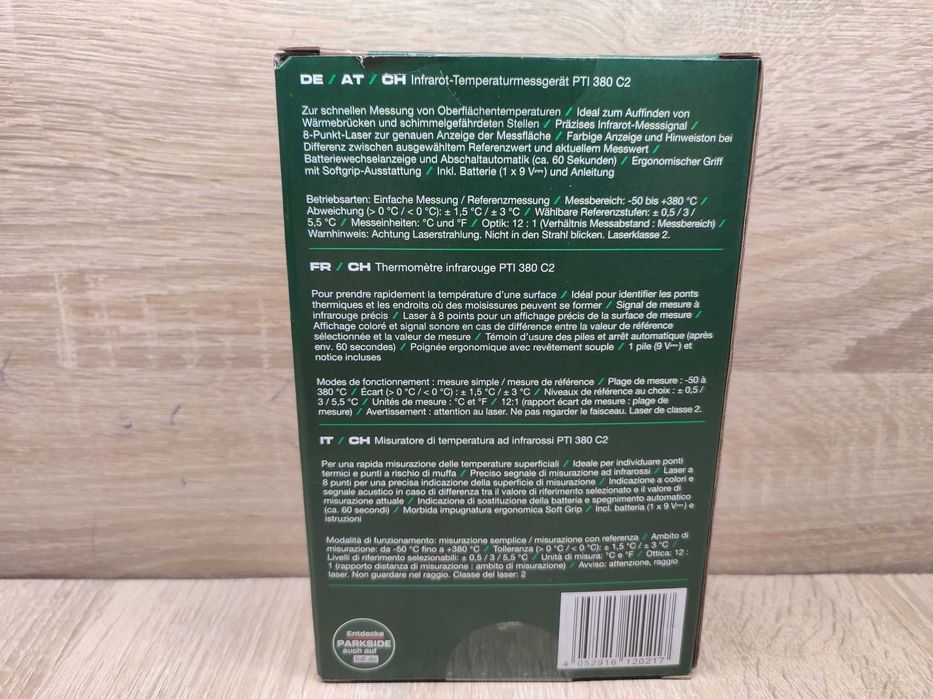 DE / AT / CH Infrarot-Temperaturmessgerät PTI 380 C2
Zur schnellen Messung von Oberflächentemperaturen / Ideal zum Auffinden von
Wärmebrücken und schimmelgefährdeten Stellen / Präzises Infrarot-Messsignal /
8-Punkt-Laser zur genauen Anzeige der Messfläche / Farbige Anzeige und Hinweiston bei
Differenz zwischen ausgewähltem Referenzwert und aktuellem Messwert /
Batteriewechselanzeige und Abschaltautomatik (ca. 60 Sekunden) / Ergonomischer Griff
mit Softgrip-Ausstattung / Inkl. Batterie (1 x 9 V⎓) und Anleitung
Betriebsarten: Einfache Messung / Referenzmessung / Messbereich: -50 bis +380 °C /
Abweichung (> 0 °C / < 0 °C): ± 1,5 °C / ± 3 °C / Wählbare Referenzstufen: ± 0,5 / 3 /
5,5 °C / Messeinheiten: °C und °F / Optik: 12 : 1 (Verhältnis Messabstand : Messbereich) /
Warnhinweis: Achtung Laserstrahlung. Nicht in den Strahl blicken. Laserklasse 2.
FR / CH Thermomètre infrarouge PTI 380 C2
Pour prendre rapidement la température d'une surface / Idéal pour identifier les ponts
thermiques et les endroits où des moisissures peuvent se former / Signal de mesure à
infrarouge précis / Laser à 8 points pour un affichage précis de la surface de mesure /
Affichage coloré et signal sonore en cas de différence entre la valeur de référence
sélectionnée et la valeur de mesure / Témoin d'usure des piles et arrêt automatique (après
env. 60 secondes) / Poignée ergonomique avec revêtement souple / 1 pile (9 V⎓) et
notice incluses
Modes de fonctionnement : mesure simple / mesure de référence / Plage de mesure : -50 à
380 °C / Écart (> 0 °C / < 0 °C) : ± 1,5 °C / ± 3 °C / Niveaux de référence au choix : ± 0,5 /
3 / 5,5 °C / Unités de mesure : °C et °F / 12:1 (rapport écart de mesure : plage de
mesure) / Avertissement : attention au laser. Ne pas regarder le faisceau. Laser de classe 2.
IT / CH Misuratore di temperatura ad infrarossi PTI 380 C2
Per una rapida misurazione delle temperature superficiali / Ideale per individuare ponti
termici e punti a rischio di muffa / Preciso segnale di misurazione ad infrarossi / Laser a
8 punti per una precisa indicazione della superficie di misurazione / Indicazione a colori e
segnale acustico in caso di differenza tra il valore di riferimento selezionato e il valore di
misurazione attuale / Indicazione di sostituzione della batteria e spegnimento automatico
(ca. 60 secondi) / Morbida impugnatura ergonomica Soft Grip / Incl. batteria (1 x 9 V⎓) e
istruzioni
Modalità di funzionamento: misurazione semplice / misurazione con referenza / Ambito di
misurazione: da -50 °C fino a +380 °C / Tolleranza (> 0 °C / < 0 °C): ± 1,5 °C / ± 3 °C /
Livelli di riferimento selezionabili: ± 0,5 / 3 / 5,5 °C / Unità di misura: °C e °F / Ottica: 12 :
1 (rapporto distanza di misurazione : ambito di misurazione) / Avviso: attenzione, raggio
laser. Non guardare nel raggio. Classe del laser: 2
Entdecke
PARKSIDE
auch auf
lidl.de
4 052916 120217